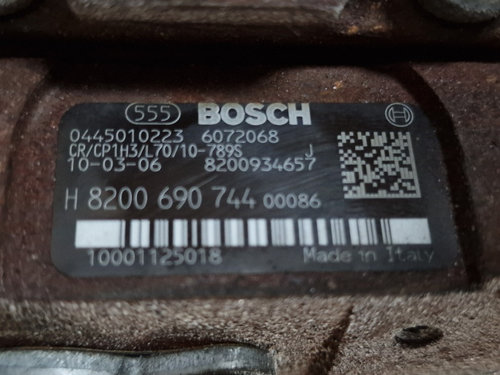 555 BOSCH
0445010223 6072068
CR/CP1H3/L70/10-789S J
10-03-06 8200934657
H 8200 690 744 00086
10001125018 Made in Italy